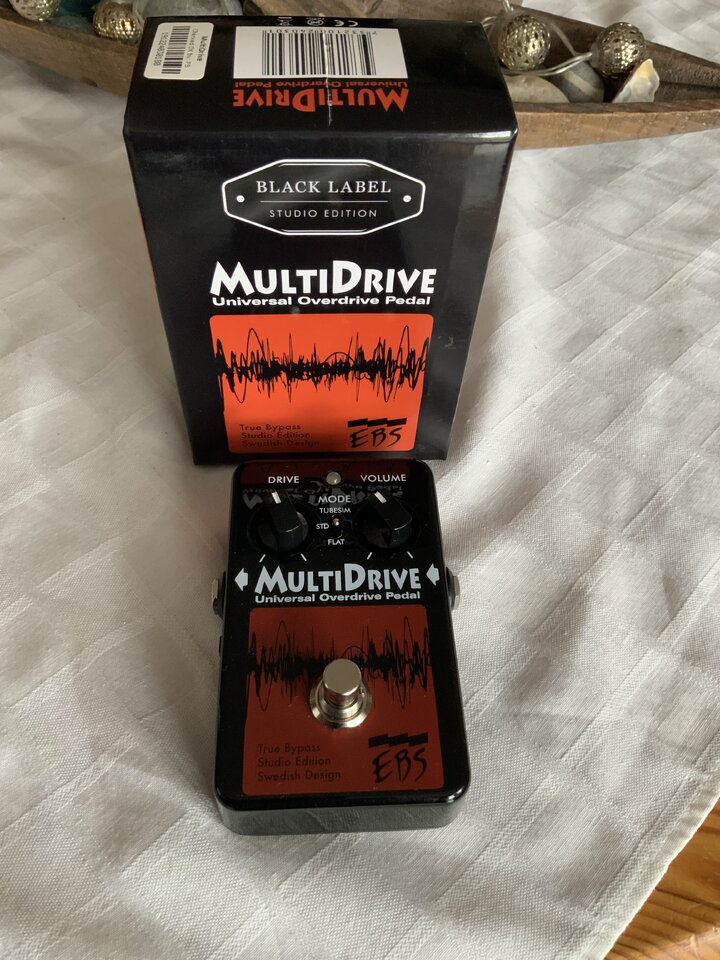 MultiDrive
MULTIDRIVE
Universal Overdrive Pedal
BLACK LABEL
STUDIO EDITION
MULTIDRIVE
Universal Overdrive Pedal
True Bypass
Studio Edition
Swedish Design
EBS
DRIVE
VOLUME
MODE
TUBESIM
STD
FLAT
MULTIDRIVE
Universal Overdrive Pedal
True Bypass
Studio Edition
Swedish Design
EBS